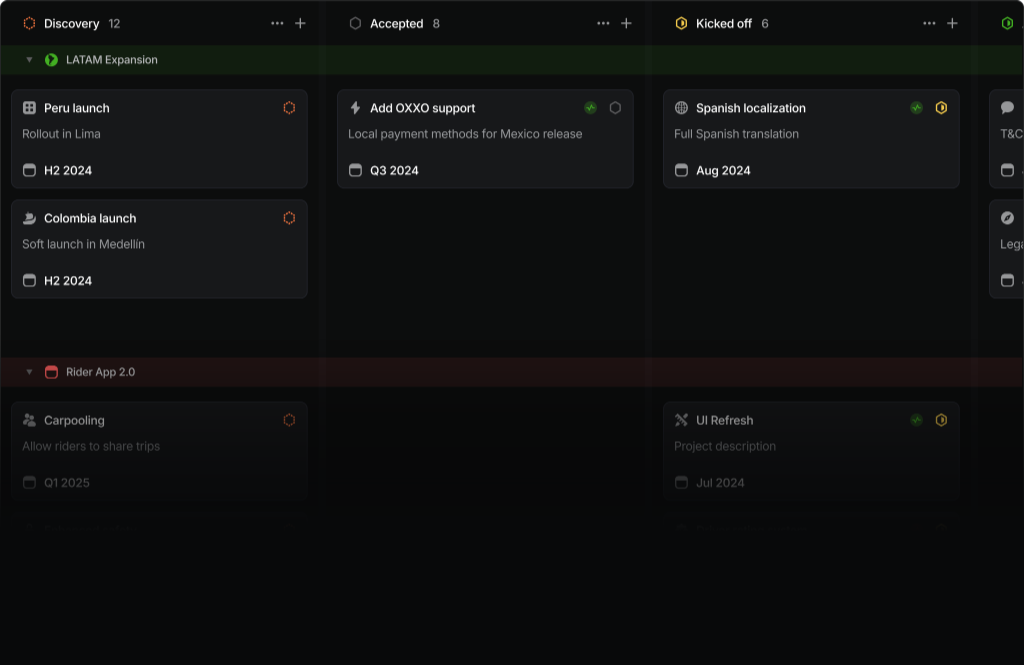 Discovery 12
Accepted 8
Kicked off 6
LATAM Expansion
Peru launch
Rollout in Lima
H2 2024
Add OXXO support
Local payment methods for Mexico release
Q3 2024
Spanish localization
Full Spanish translation
Aug 2024
T&C
Colombia launch
Soft launch in Medellín
H2 2024
Rider App 2.0
Carpooling
Allow riders to share trips
Q1 2025
UI Refresh
Project description
Jul 2024